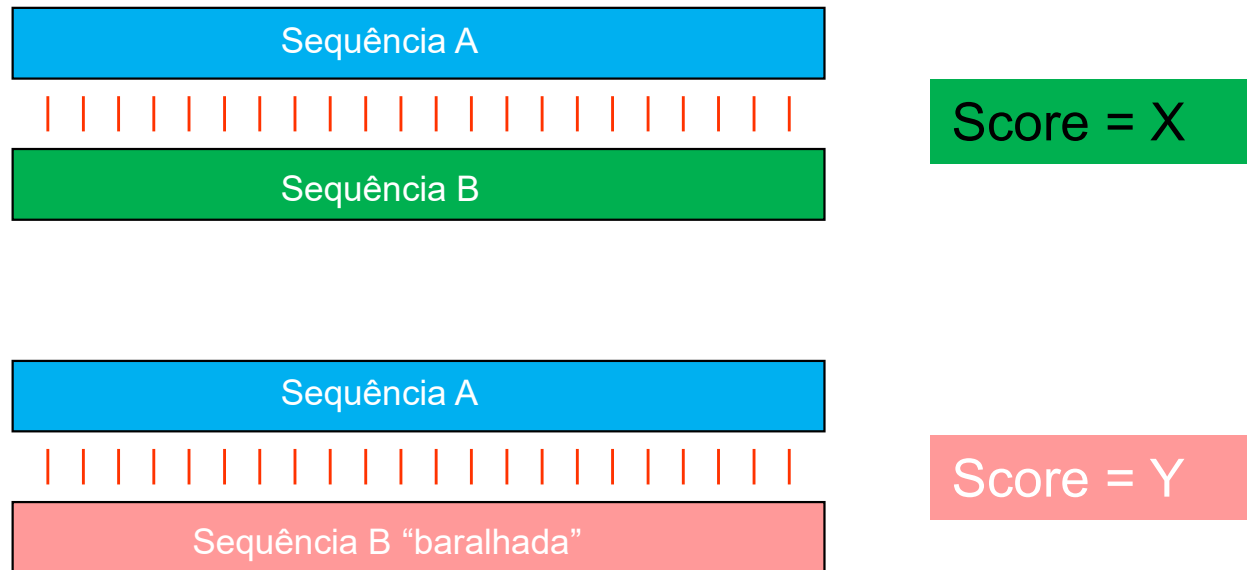 Sequência A
Score = X
Sequência B
Sequência A
Score = Y
Sequência B “baralhada”